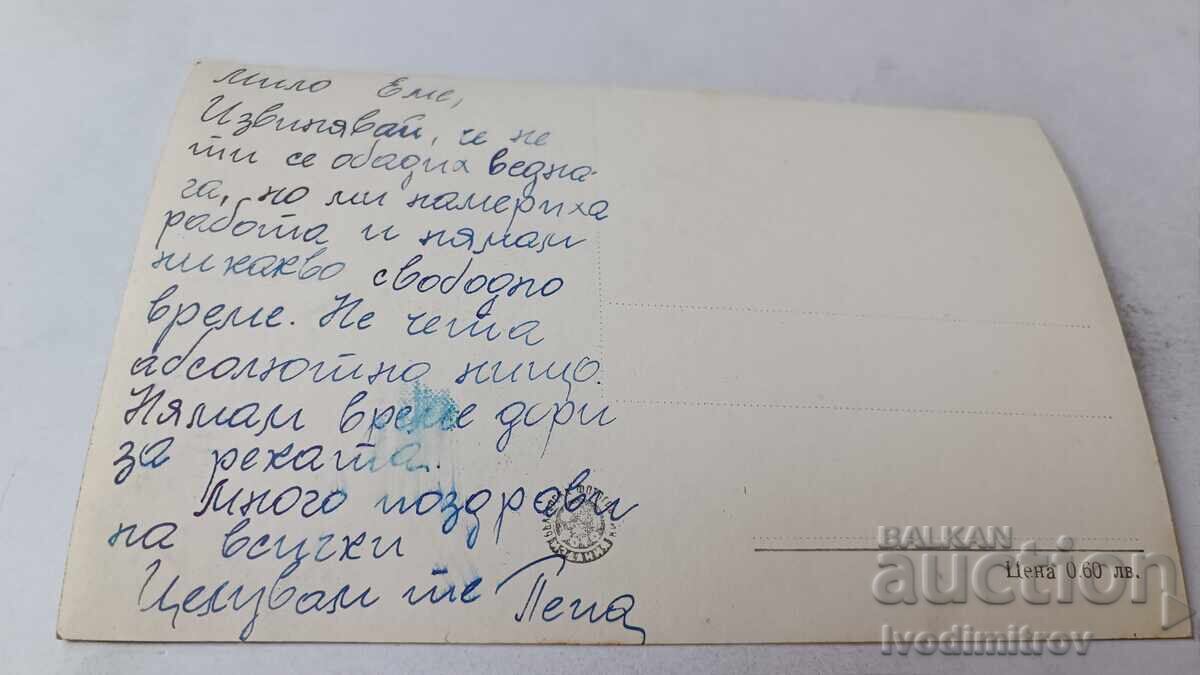 Мило Еме,
Извинявай, че не
ти се обадих ведна-
га, но ми намериха
работа и нямам
никакво свободно
време. Не чета
абсолютно нищо.
Нямам време дори
за реката.
Много поздрави
на всички
Целувам те Пепа
Цена 0.60 лв.
BALKAN
auction
Ivodimitrov